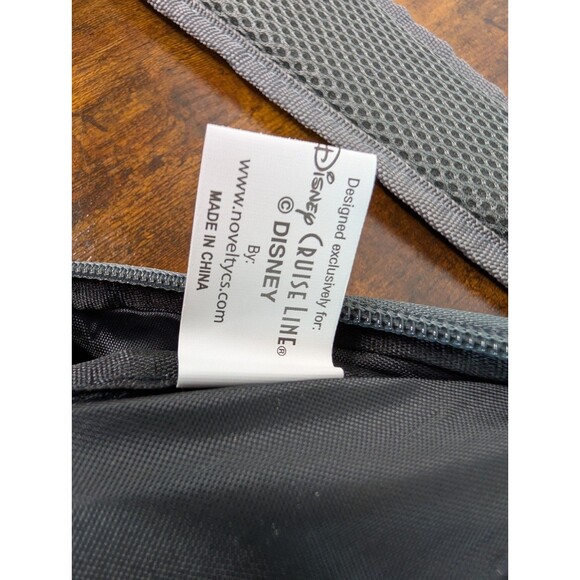 Designed exclusively for:
Disney CRUISE LINE®
© DISNEY
By:
www.noveltycs.com
MADE IN CHINA